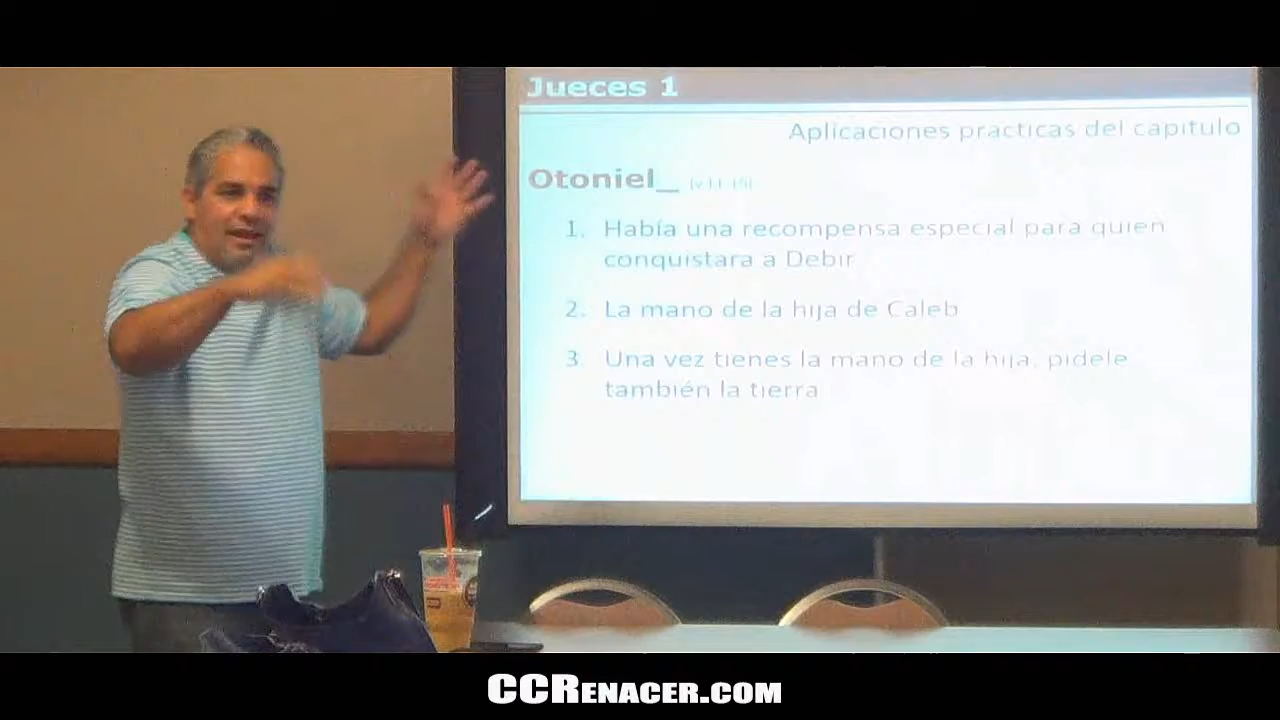 Jueces 1
Aplicaciones practicas del capitulo
Otoniel_ (v.11-15)
1. Había una recompensa especial para quien
conquistara a Debir
2. La mano de la hija de Caleb
3. Una vez tienes la mano de la hija, pidele
también la tierra
CCRENACER.COM